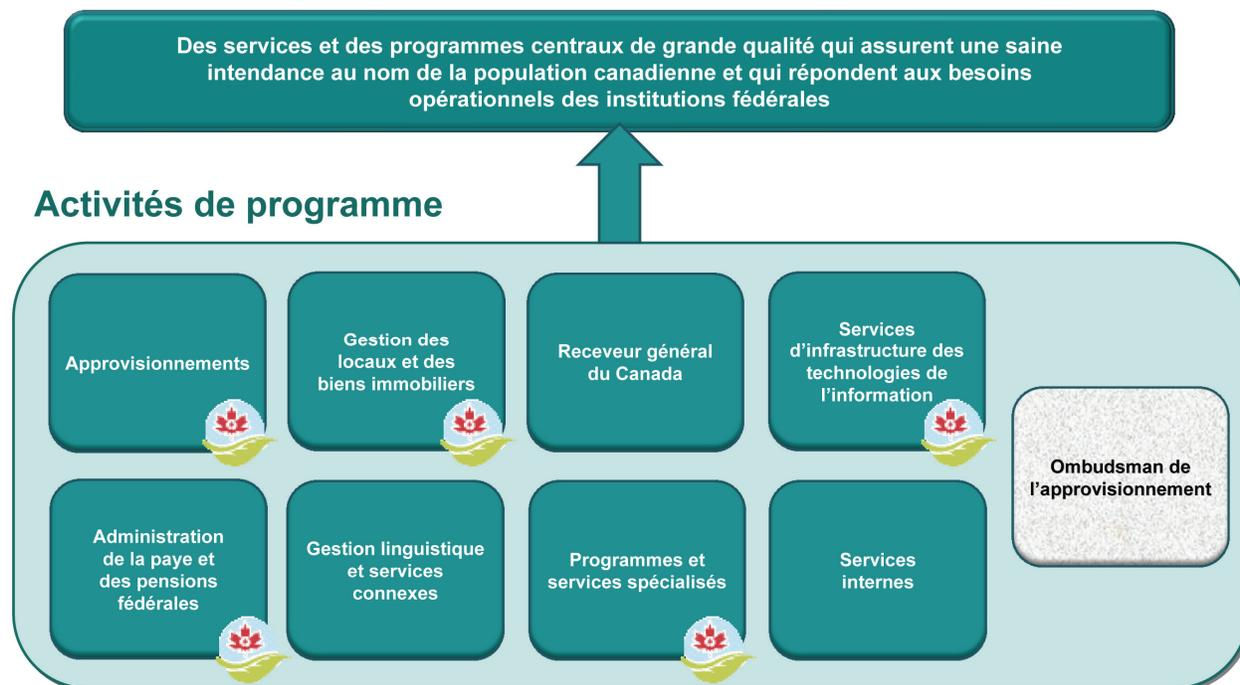 Des services et des programmes centraux de grande qualité qui assurent une saine
intendance au nom de la population canadienne et qui répondent aux besoins
opérationnels des institutions fédérales
Activités de programme
Approvisionnements
Gestion des
locaux et des
biens immobiliers
Receveur général
du Canada
Services
d’infrastructure des
technologies de
l’information
Ombudsman de
l’approvisionnement
Administration
de la paye et
des pensions
fédérales
Gestion linguistique
et services
connexes
Programmes et
services spécialisés
Services
internes